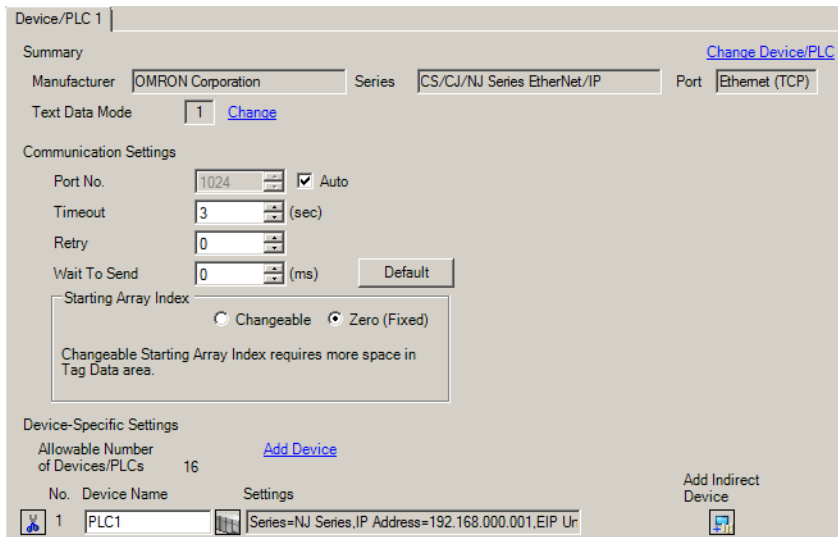 Device/PLC 1
Summary Change Device/PLC
Manufacturer OMRON Corporation Series CS/CJ/NJ Series EtherNet/IP Port Ethernet (TCP)
Text Data Mode 1 Change
Communication Settings
Port No. 1024 Auto
Timeout 3 (sec)
Retry 0
Wait To Send 0 (ms) Default
Starting Array Index
Changeable Zero (Fixed)
Changeable Starting Array Index requires more space in
Tag Data area.
Device-Specific Settings
Allowable Number Add Device
of Devices/PLCs 16
Add Indirect
No. Device Name Settings Device
1 PLC1 Series=NJ Series,IP Address=192.168.000.001,EIP Un